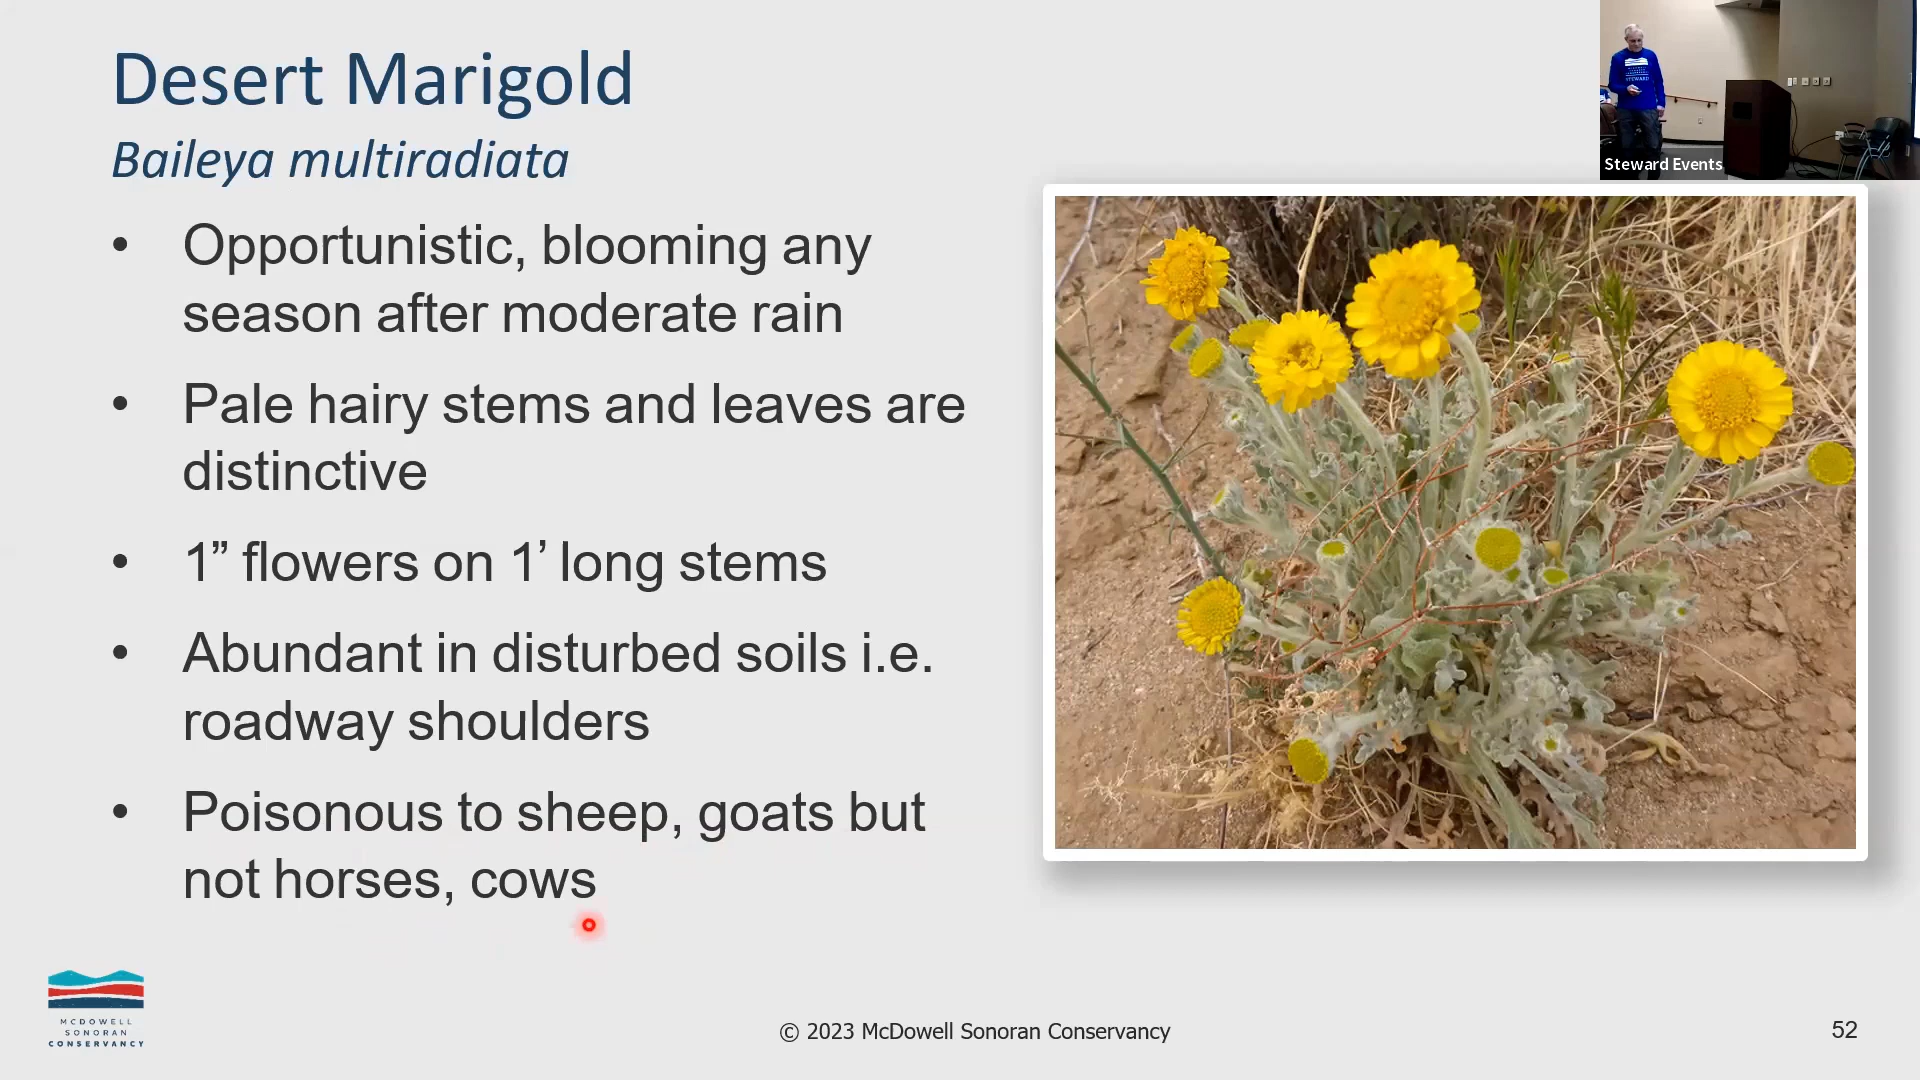 Desert Marigold
Baileya multiradiata
• Opportunistic, blooming any
season after moderate rain
• Pale hairy stems and leaves are
distinctive
• 1” flowers on 1’ long stems
• Abundant in disturbed soils i.e.
roadway shoulders
• Poisonous to sheep, goats but
not horses, cows
STEWARD
Steward Events
MCDOWELL
SONORAN
CONSERVANCY
© 2023 McDowell Sonoran Conservancy
52